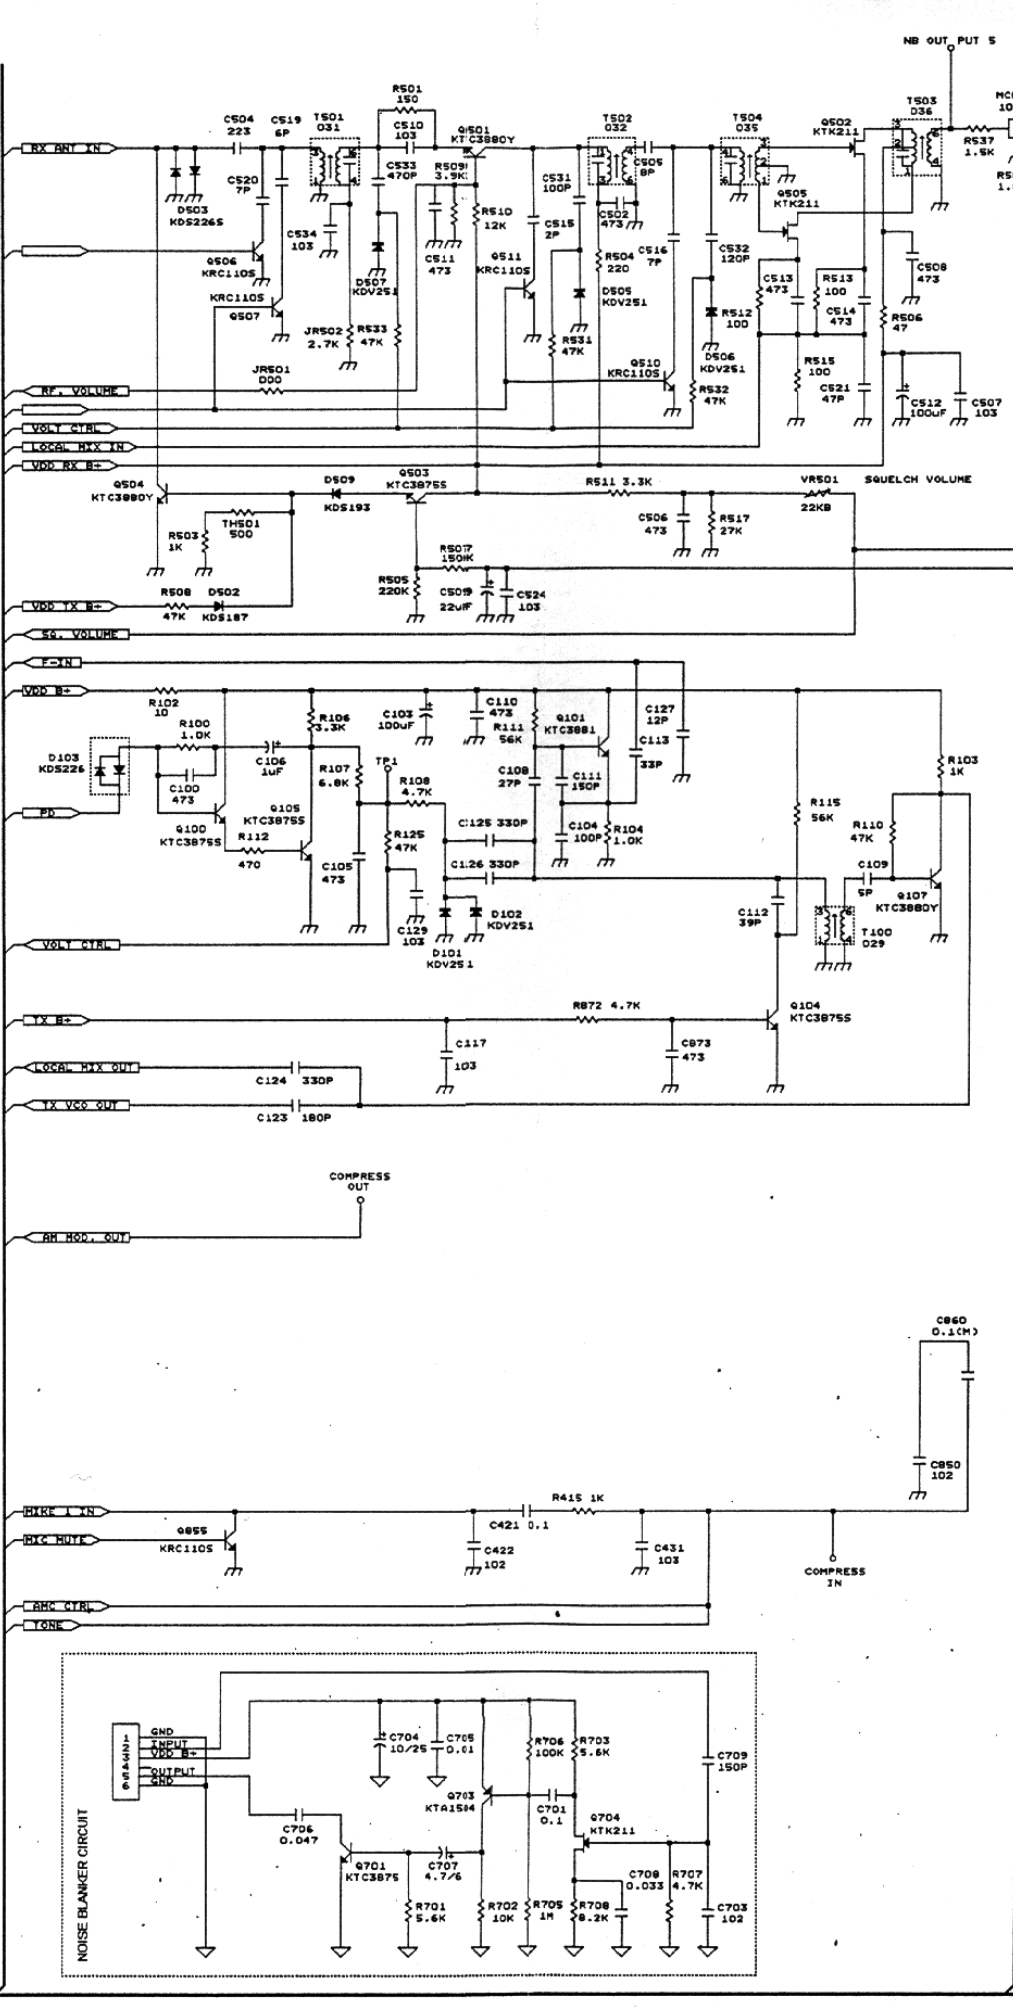 NB OUT PUT 5
R501
150
C504
223
C519
6P
T501
031
C510
103
Q501
KTC3880Y
T502
032
T504
035
Q502
KTK211
T503
036
RX ANT IN
C533
470P
R509
3.9K
C505
8P
R537
1.5K
C520
7P
C531
100P
Q505
KTK211
D503
KDS226S
R510
12K
C502
473
C534
103
C515
2P
C516
7P
C532
120P
C511
473
Q511
KRC110S
R504
220
C513
473
R513
100
C508
473
Q506
KRC110S
D507
KDV251
D505
KDV251
R512
100
C514
473
R506
47
KRC110S
Q507
JR502
2.7K
R533
47K
R531
47K
D506
KDV251
R515
100
Q510
KRC110S
R532
47K
C521
47P
C512
100uF
C507
103
JR501
000
RF. VOLUME
VOLT CTRL
LOCAL MIX IN
VDD RX B+
Q504
KTC3880Y
D509
KDS193
Q503
KTC3875S
R511 3.3K
VR501
22KB
SQUELCH VOLUME
TH501
500
C506
473
R517
27K
R503
1K
R507
150K
R505
220K
C509
22uF
C524
103
R508
47K
D502
KDS187
VDD TX B+
SQ. VOLUME
F-IN
VDD B+
R102
10
R106
3.3K
C103
100uF
C110
473
R111
56K
Q101
KTC3881
C127
12P
R100
1.0K
D103
KDS226
C106
1uF
TP1
C113
33P
R103
1K
R107
6.8K
R108
4.7K
C108
27P
C111
150P
C100
473
PD
Q105
KTC3875S
Q100
KTC3875S
R115
56K
R110
47K
R112
470
R125
47K
C125 330P
C104
100P
R104
1.0K
C105
473
C126 330P
C109
5P
C112
39P
Q107
KTC3880Y
C129
103
D102
KDV251
T100
029
D101
KDV251
VOLT CTRL
TX B+
R872 4.7K
Q104
KTC3875S
C117
103
C873
473
LOCAL MIX OUT
C124 330P
TX VCO OUT
C123 180P
COMPRESS
OUT
AM MOD. OUT
C860
0.1(M)
C850
102
MIKE 1 IN
R415 1K
C421 0.1
MIC MUTE
Q855
KRC110S
C422
102
C431
103
COMPRESS
IN
AMC CTRL
TONE
1 GND
2 INPUT
3 VDD B+
4
5 OUTPUT
6 GND
C704
10/25
C705
0.01
R706
100K
R703
5.6K
C709
150P
Q703
KTA1504
C701
0.1
Q704
KTK211
C706
0.047
Q701
KTC3875
C707
4.7/6
C708
0.033
R707
4.7K
R701
5.6K
R702
10K
R705
1M
R708
8.2K
C703
102
NOISE BLANKER CIRCUIT